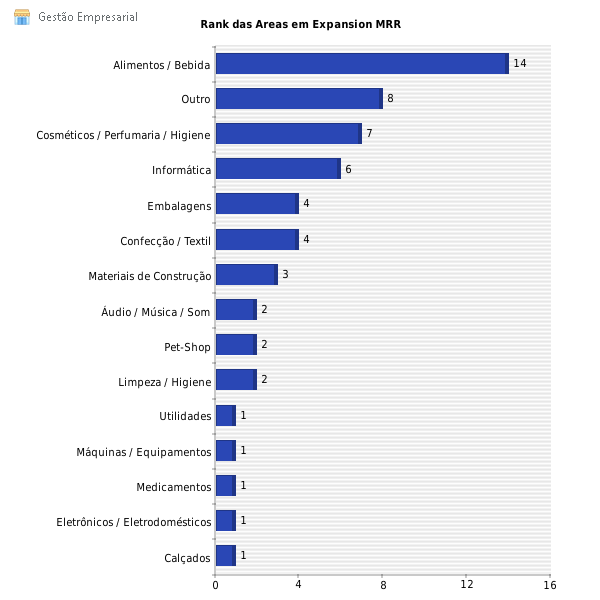 Gestão Empresarial
Rank das Areas em Expansion MRR
Alimentos / Bebida 14
Outro 8
Cosméticos / Perfumaria / Higiene 7
Informática 6
Embalagens 4
Confecção / Textil 4
Materiais de Construção 3
Áudio / Música / Som 2
Pet-Shop 2
Limpeza / Higiene 2
Utilidades 1
Máquinas / Equipamentos 1
Medicamentos 1
Eletrônicos / Eletrodomésticos 1
Calçados 1
0 4 8 12 16